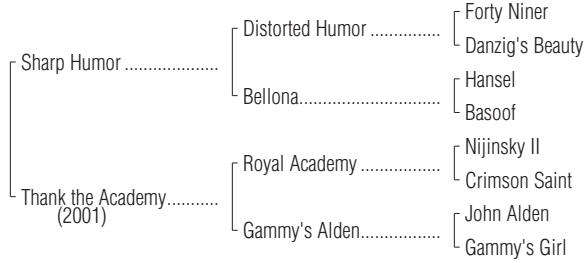 Forty Niner
Distorted Humor ...............
Danzig's Beauty
Sharp Humor ....................
Hansel
Bellona..............................
Basoof
Nijinsky II
Royal Academy .................
Crimson Saint
Thank the Academy...........
(2001)
John Alden
Gammy's Alden.................
Gammy's Girl